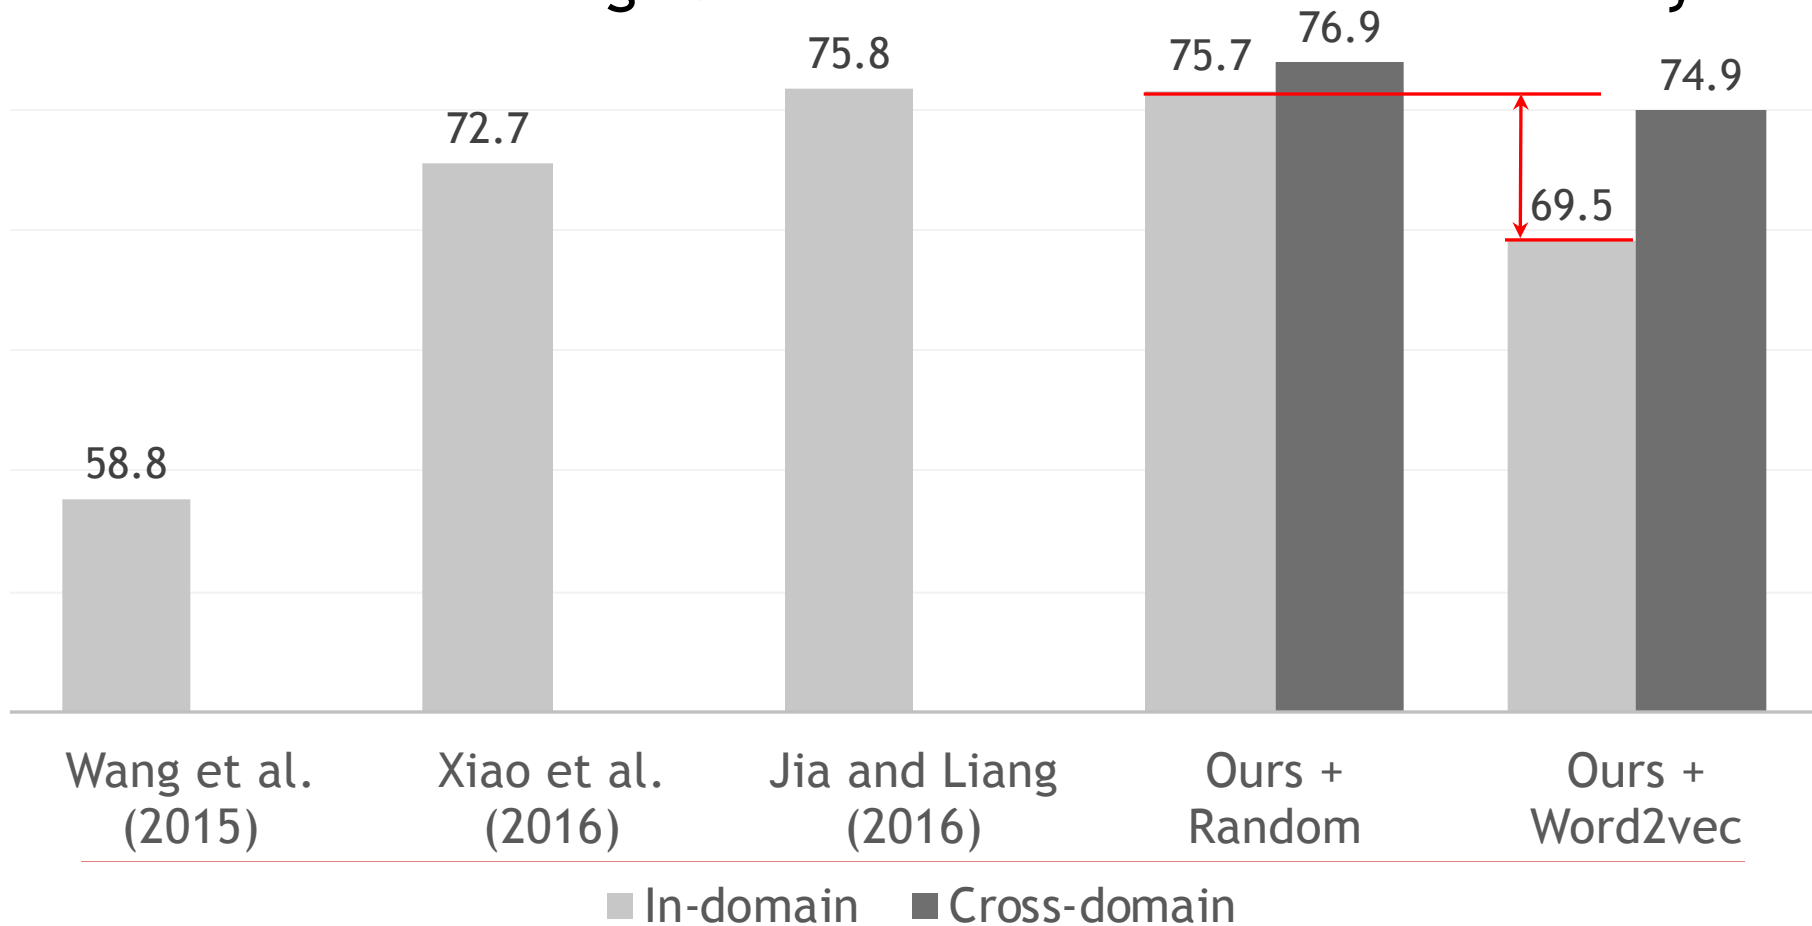 58.8
72.7
75.8
75.7
76.9
69.5
74.9
Wang et al.
(2015)
Xiao et al.
(2016)
Jia and Liang
(2016)
Ours +
Random
Ours +
Word2vec
In-domain
Cross-domain